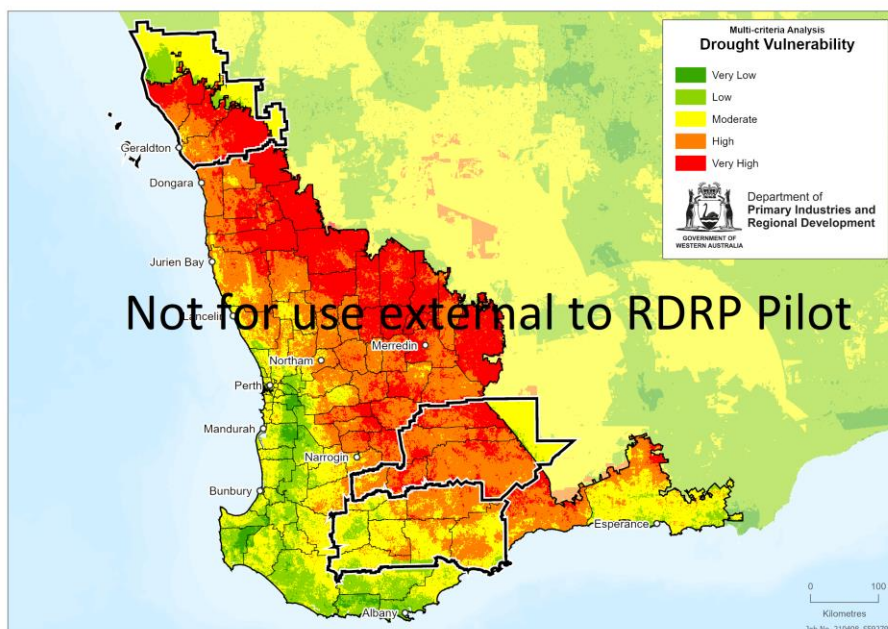 Multi-criteria Analysis
Drought Vulnerability
Very Low
Low
Moderate
High
Very High
Department of
Primary Industries and
Regional Development
GOVERNMENT OF
WESTERN AUSTRALIA
Geraldton
Dongara
Jurien Bay
Not for use external to RDRP Pilot
Lancelin
Merredin
Northam
Perth
Mandurah
Narrogin
Bunbury
Esperance
Albany
0 100
Kilometres